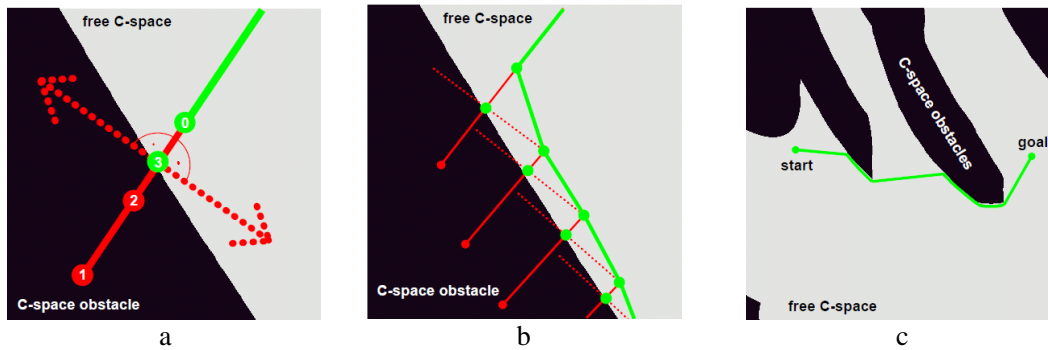 free C-space
0
3
2
1
C-space obstacle
a
free C-space
C-space obstacle
b
C-space obstacles
start
goal
free C-space
c